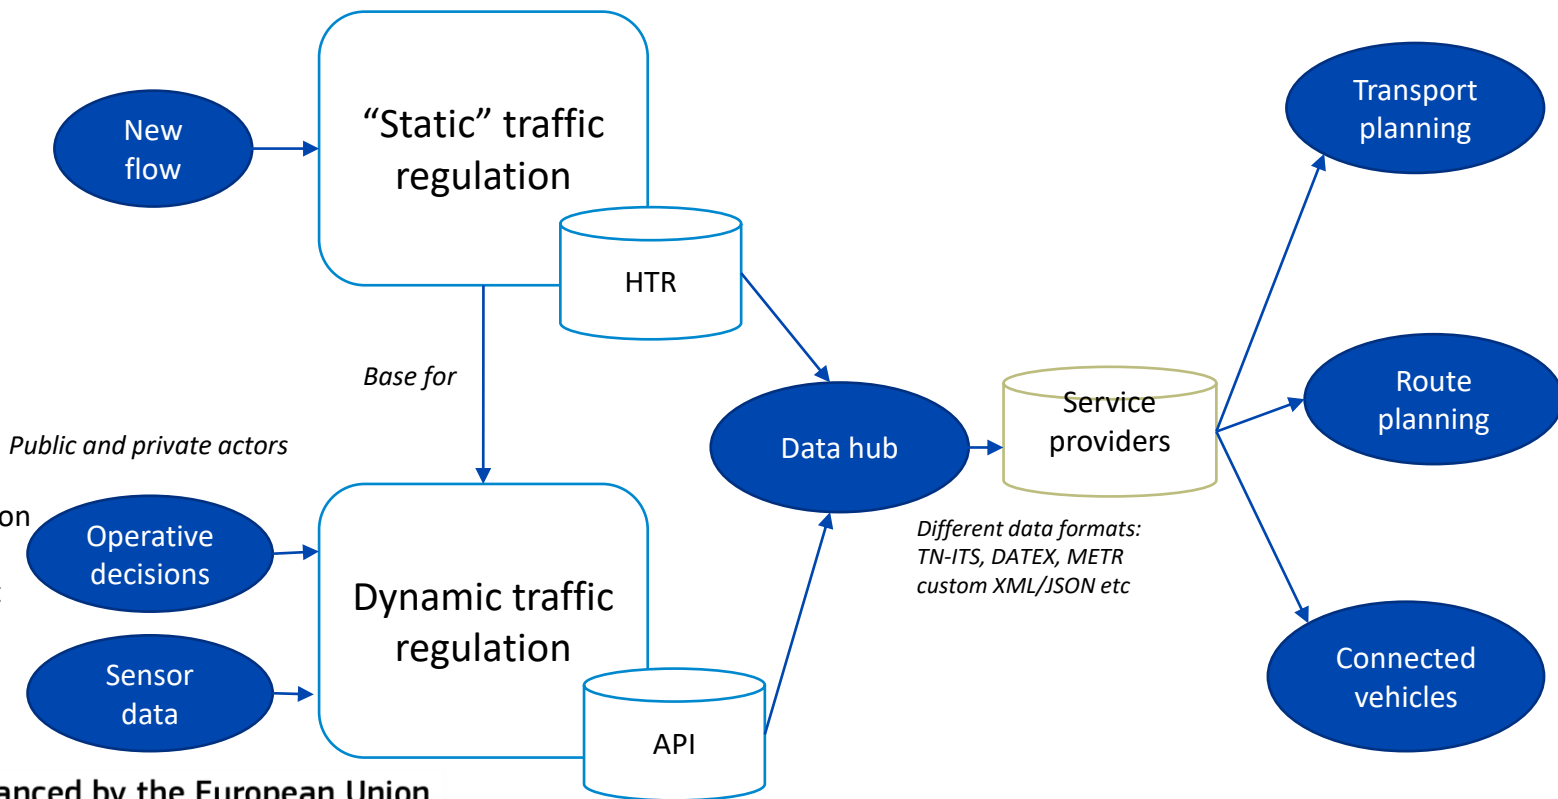 New
flow
“Static” traffic
regulation
HTR
Transport
planning
Base for
Public and private actors
on
Operative
decisions
Sensor
data
Dynamic traffic
regulation
API
Data hub
Service
providers
Different data formats:
TN-ITS, DATEX, METR
custom XML/JSON etc
Route
planning
Connected
vehicles
anced by the European Union